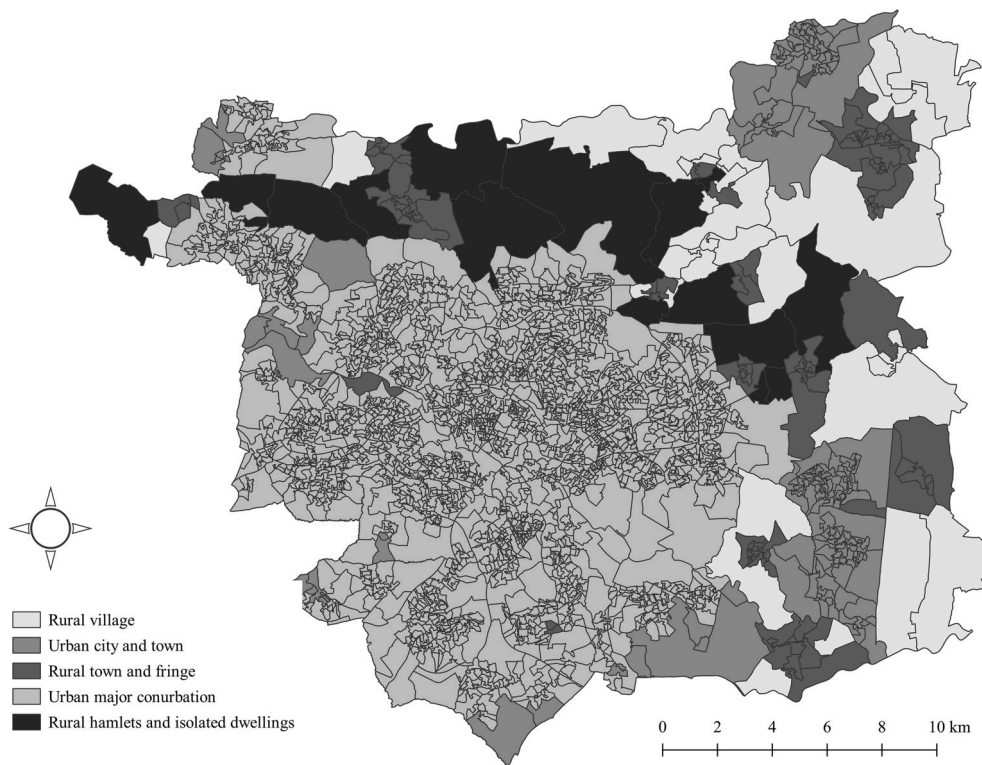 Rural village
Urban city and town
Rural town and fringe
Urban major conurbation
Rural hamlets and isolated dwellings
0 2 4 6 8 10 km